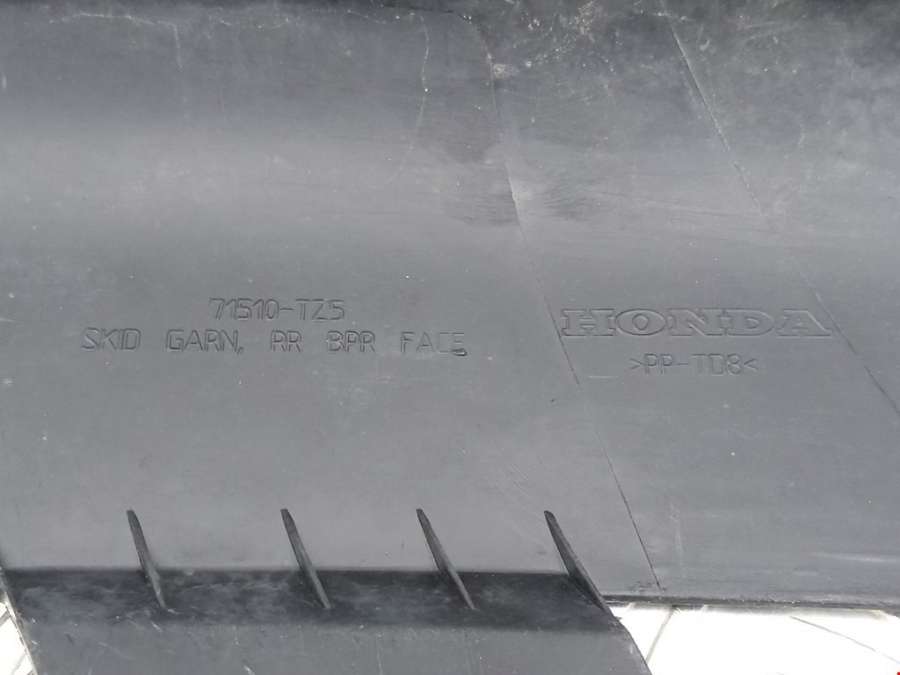 71510-TZ5
SKID GARN, RR BPR FACE
HONDA
>PP-TD8<